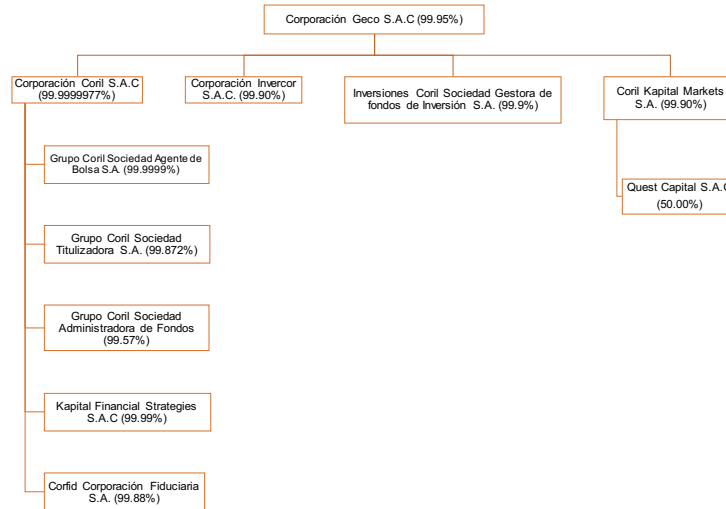 Corporación Geco S.A.C (99.95%)
Corporación Coril S.A.C
(99.9999977%)
Corporación Invercor
S.A.C. (99.90%)
Inversiones Coril Sociedad Gestora de
fondos de Inversión S.A. (99.9%)
Coril Kapital Markets
S.A. (99.90%)
Grupo Coril Sociedad Agente de
Bolsa S.A. (99.9999%)
Quest Capital S.A.C
(50.00%)
Grupo Coril Sociedad
Titulizadora S.A. (99.872%)
Grupo Coril Sociedad
Administradora de Fondos
(99.57%)
Kapital Financial Strategies
S.A.C (99.99%)
Corfid Corporación Fiduciaria
S.A. (99.88%)